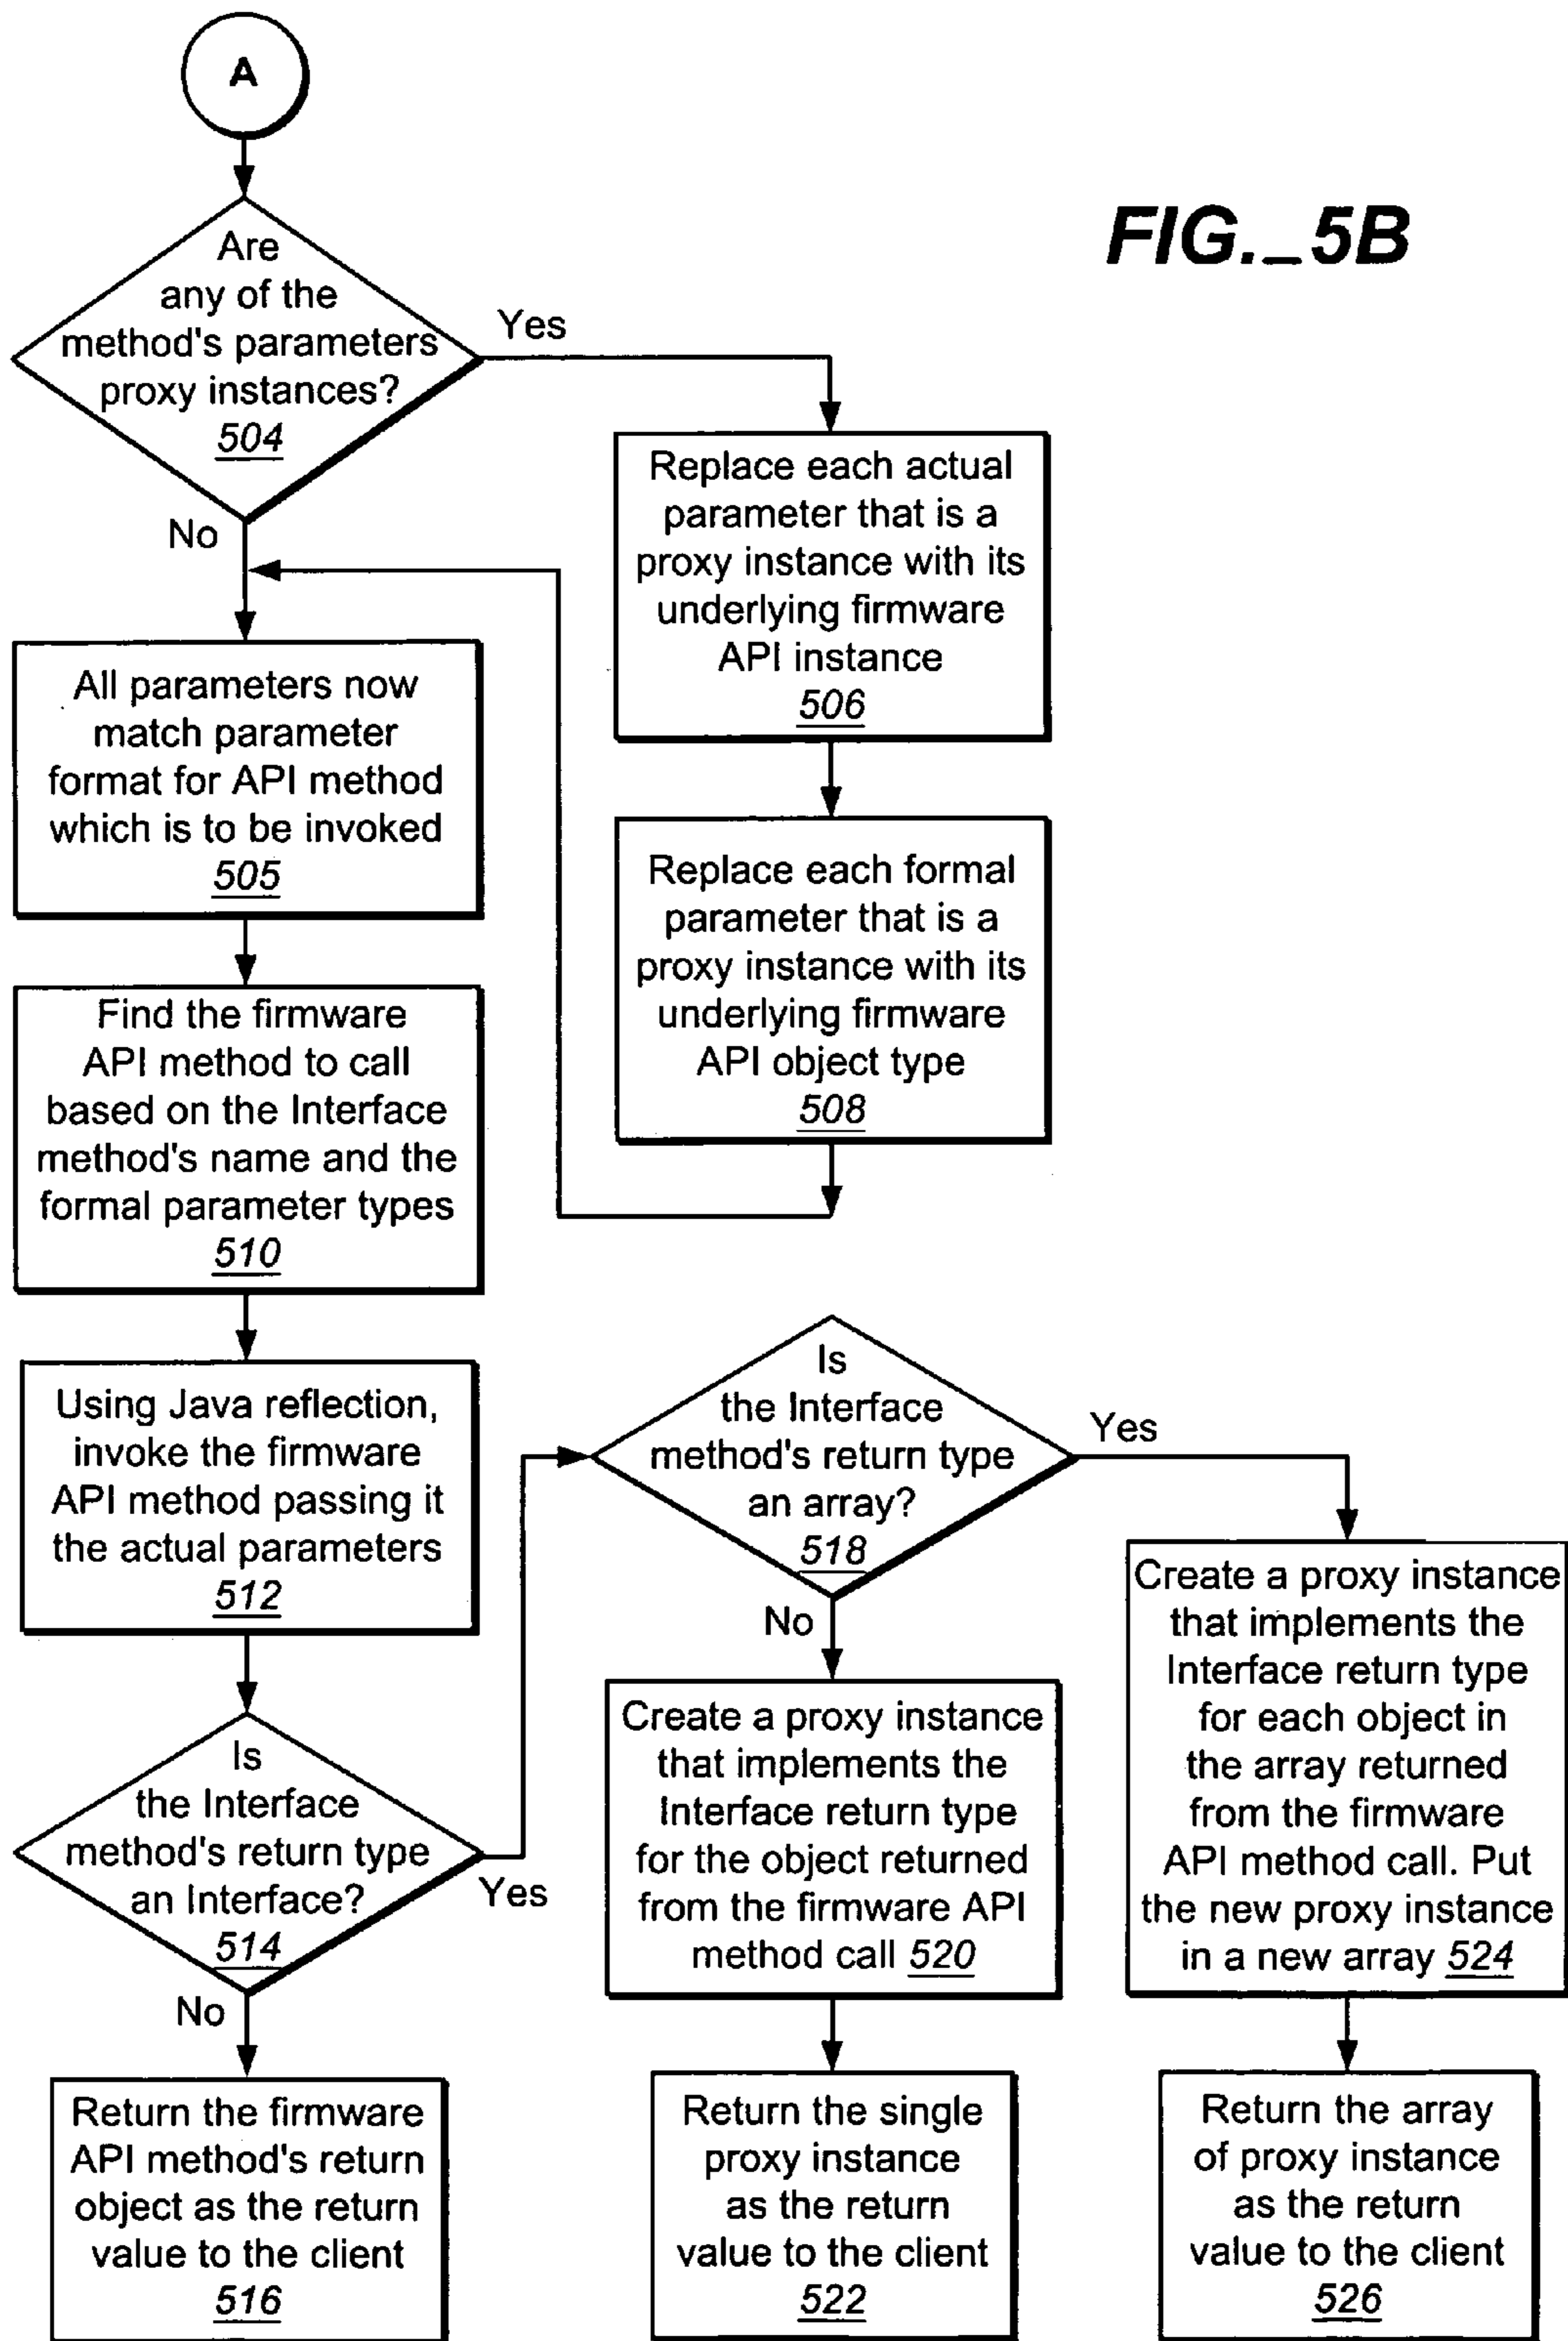 A
FIG._5B
Are
any of the
method's parameters
proxy instances?
504
Yes
No
Replace each actual
parameter that is a
proxy instance with its
underlying firmware
API instance
506
Replace each formal
parameter that is a
proxy instance with its
underlying firmware
API object type
508
All parameters now
match parameter
format for API method
which is to be invoked
505
Find the firmware
API method to call
based on the Interface
method's name and the
formal parameter types
510
Using Java reflection,
invoke the firmware
API method passing it
the actual parameters
512
Is
the Interface
method's return type
an Interface?
514
Yes
No
Return the firmware
API method's return
object as the return
value to the client
516
Is
the Interface
method's return type
an array?
518
Yes
No
Create a proxy instance
that implements the
Interface return type
for the object returned
from the firmware API
method call 520
Return the single
proxy instance
as the return
value to the client
522
Create a proxy instance
that implements the
Interface return type
for each object in
the array returned
from the firmware
API method call. Put
the new proxy instance
in a new array 524
Return the array
of proxy instance
as the return
value to the client
526